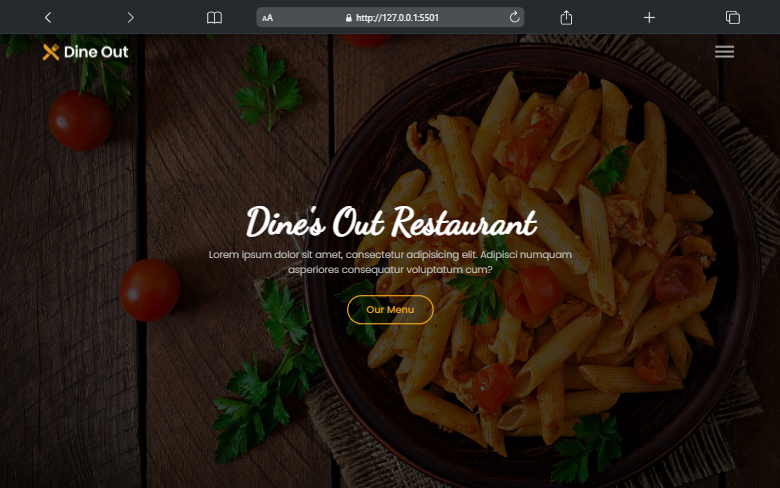 AA
http://127.0.0.1:5501
Dine Out
Dine's Out Restaurant
Lorem ipsum dolor sit amet, consectetur adipisicing elit. Adipisci numquam
asperiores consequatur voluptatum cum?
Our Menu